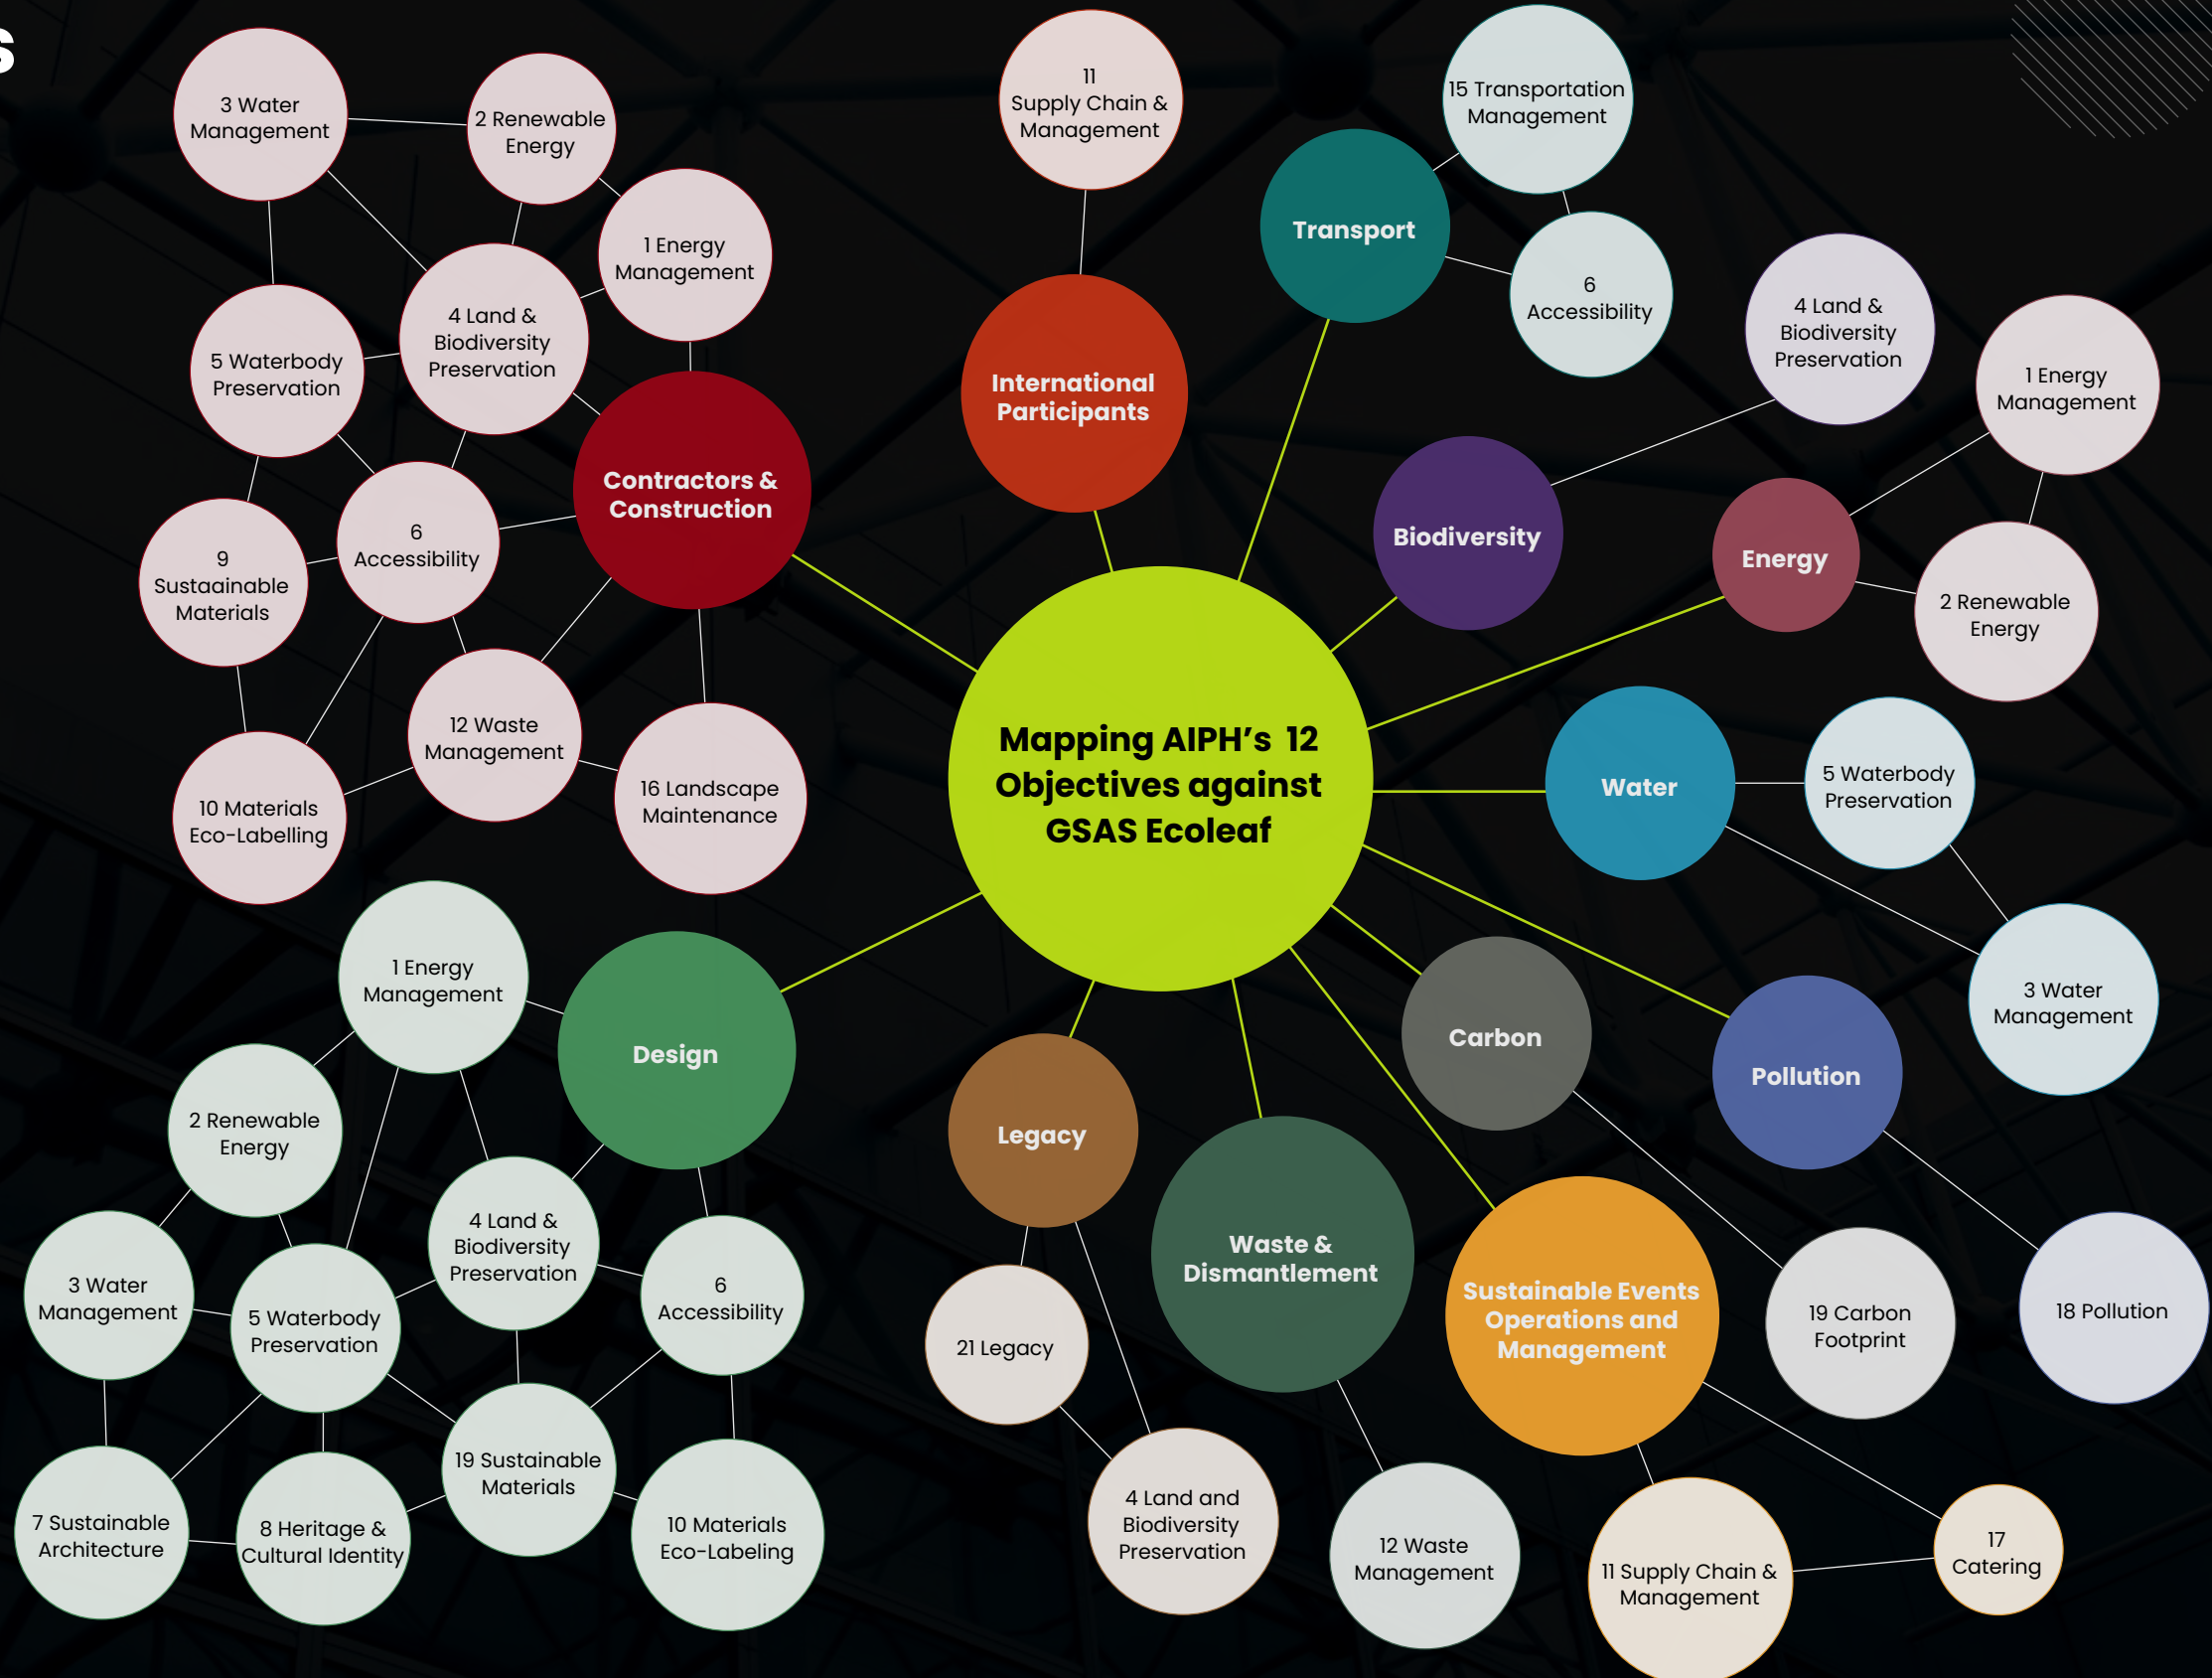 s
Mapping AIPH’s 12
Objectives against
GSAS Ecoleaf
Contractors &
Construction
3 Water
Management
2 Renewable
Energy
1 Energy
Management
4 Land &
Biodiversity
Preservation
5 Waterbody
Preservation
6
Accessibility
9
Sustaainable
Materials
10 Materials
Eco-Labelling
12 Waste
Management
16 Landscape
Maintenance
International
Participants
11
Supply Chain &
Management
Transport
15 Transportation
Management
6
Accessibility
Biodiversity
4 Land &
Biodiversity
Preservation
Energy
1 Energy
Management
2 Renewable
Energy
Water
5 Waterbody
Preservation
3 Water
Management
Pollution
18 Pollution
Carbon
19 Carbon
Footprint
Sustainable Events
Operations and
Management
11 Supply Chain &
Management
17
Catering
Waste &
Dismantlement
12 Waste
Management
Legacy
21 Legacy
4 Land and
Biodiversity
Preservation
Design
1 Energy
Management
2 Renewable
Energy
3 Water
Management
5 Waterbody
Preservation
4 Land &
Biodiversity
Preservation
6
Accessibility
7 Sustainable
Architecture
8 Heritage &
Cultural Identity
19 Sustainable
Materials
10 Materials
Eco-Labeling